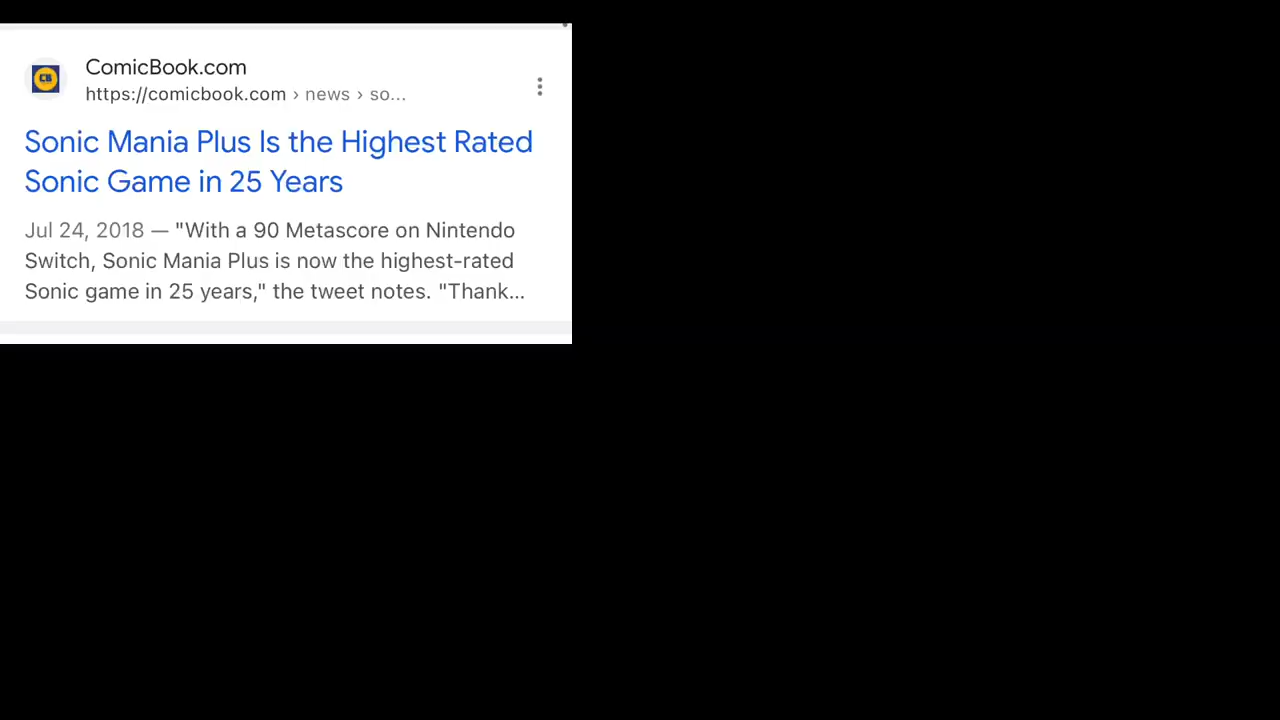 ComicBook.com
https://comicbook.com › news › so...
Sonic Mania Plus Is the Highest Rated
Sonic Game in 25 Years
Jul 24, 2018 — "With a 90 Metascore on Nintendo
Switch, Sonic Mania Plus is now the highest-rated
Sonic game in 25 years," the tweet notes. "Thank...